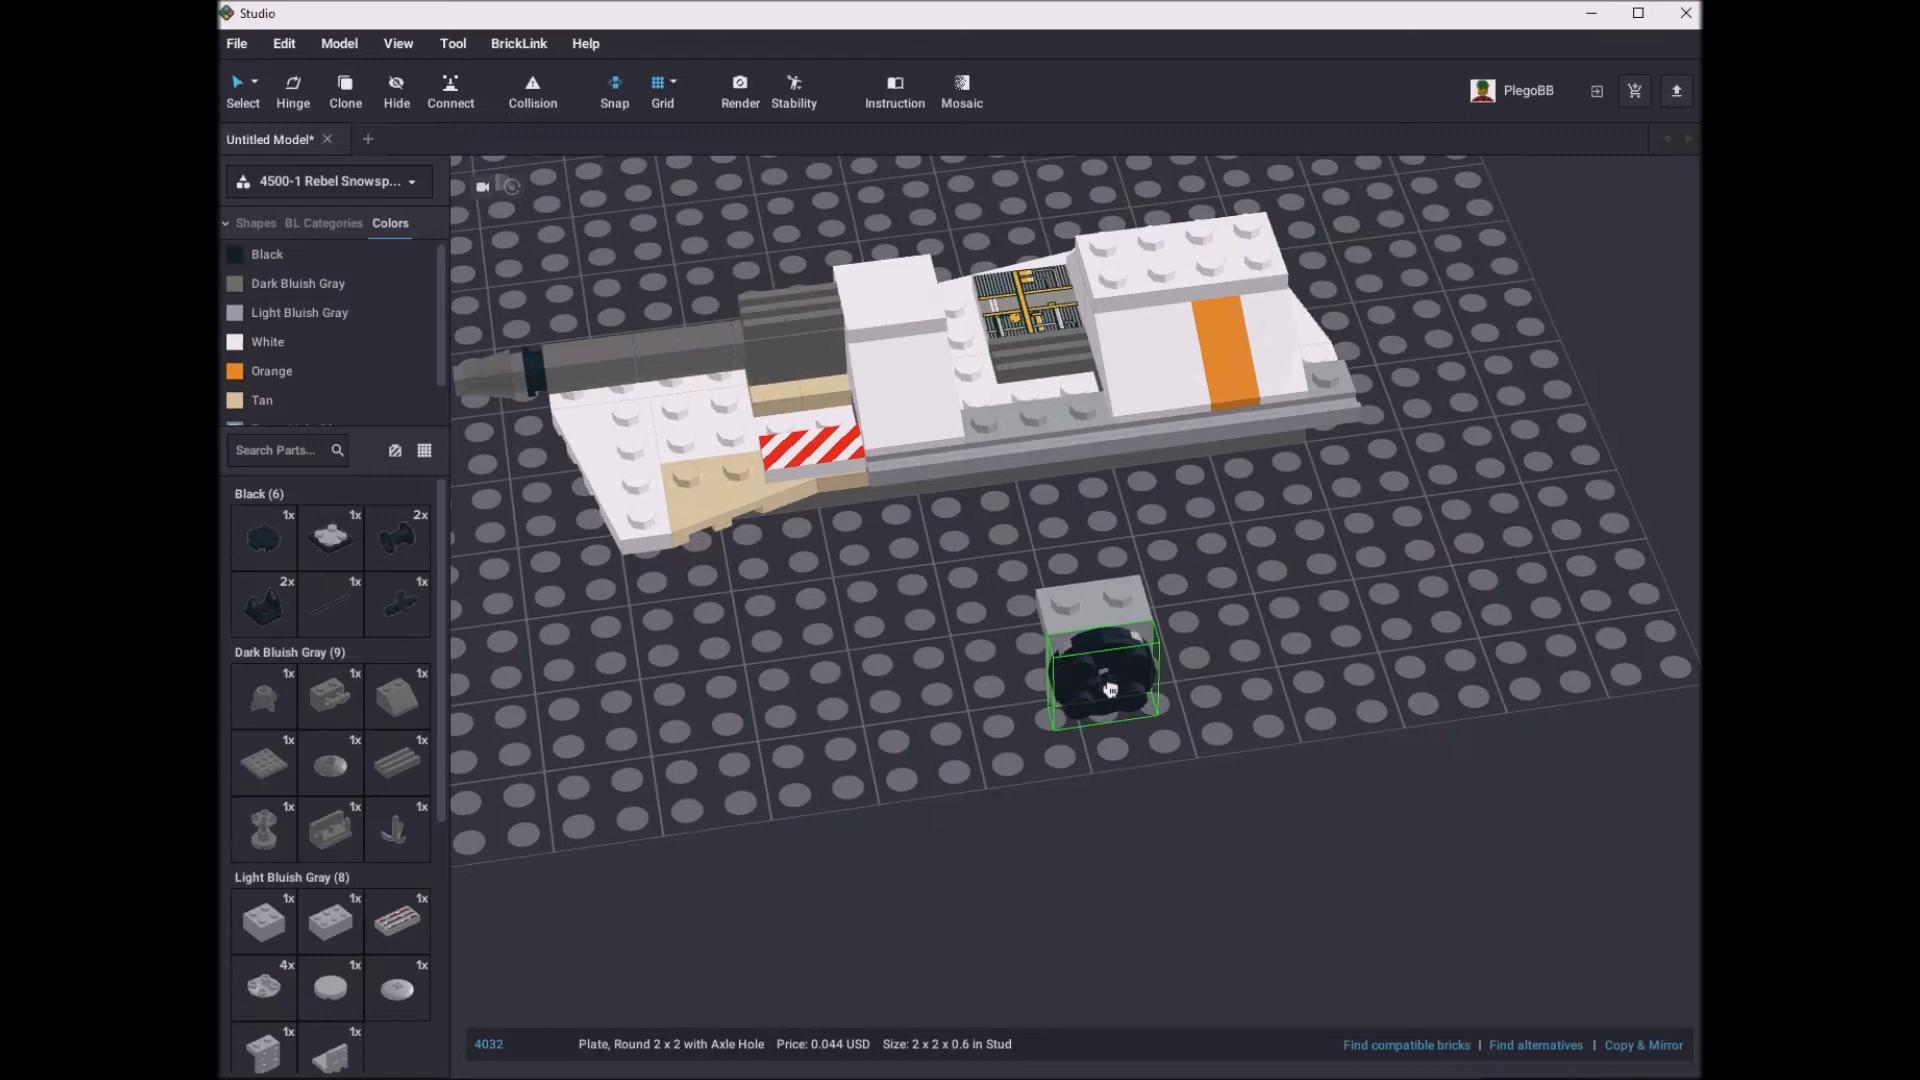 Studio
File Edit Model View Tool BrickLink Help
Select Hinge Clone Hide Connect Collision Snap Grid Render Stability Instruction Mosaic PlegoBB
Untitled Model*
4500-1 Rebel Snowsp...
Shapes BL Categories Colors
Black
Dark Bluish Gray
Light Bluish Gray
White
Orange
Tan
Search Parts...
Black (6)
1x 1x 2x
2x 1x 1x
Dark Bluish Gray (9)
1x 1x 1x
1x 1x 1x
1x 1x 1x
Light Bluish Gray (8)
1x 1x 1x
4x 1x 1x
1x 1x
4032 Plate, Round 2 x 2 with Axle Hole Price: 0.044 USD Size: 2 x 2 x 0.6 in Stud Find compatible bricks | Find alternatives | Copy & Mirror